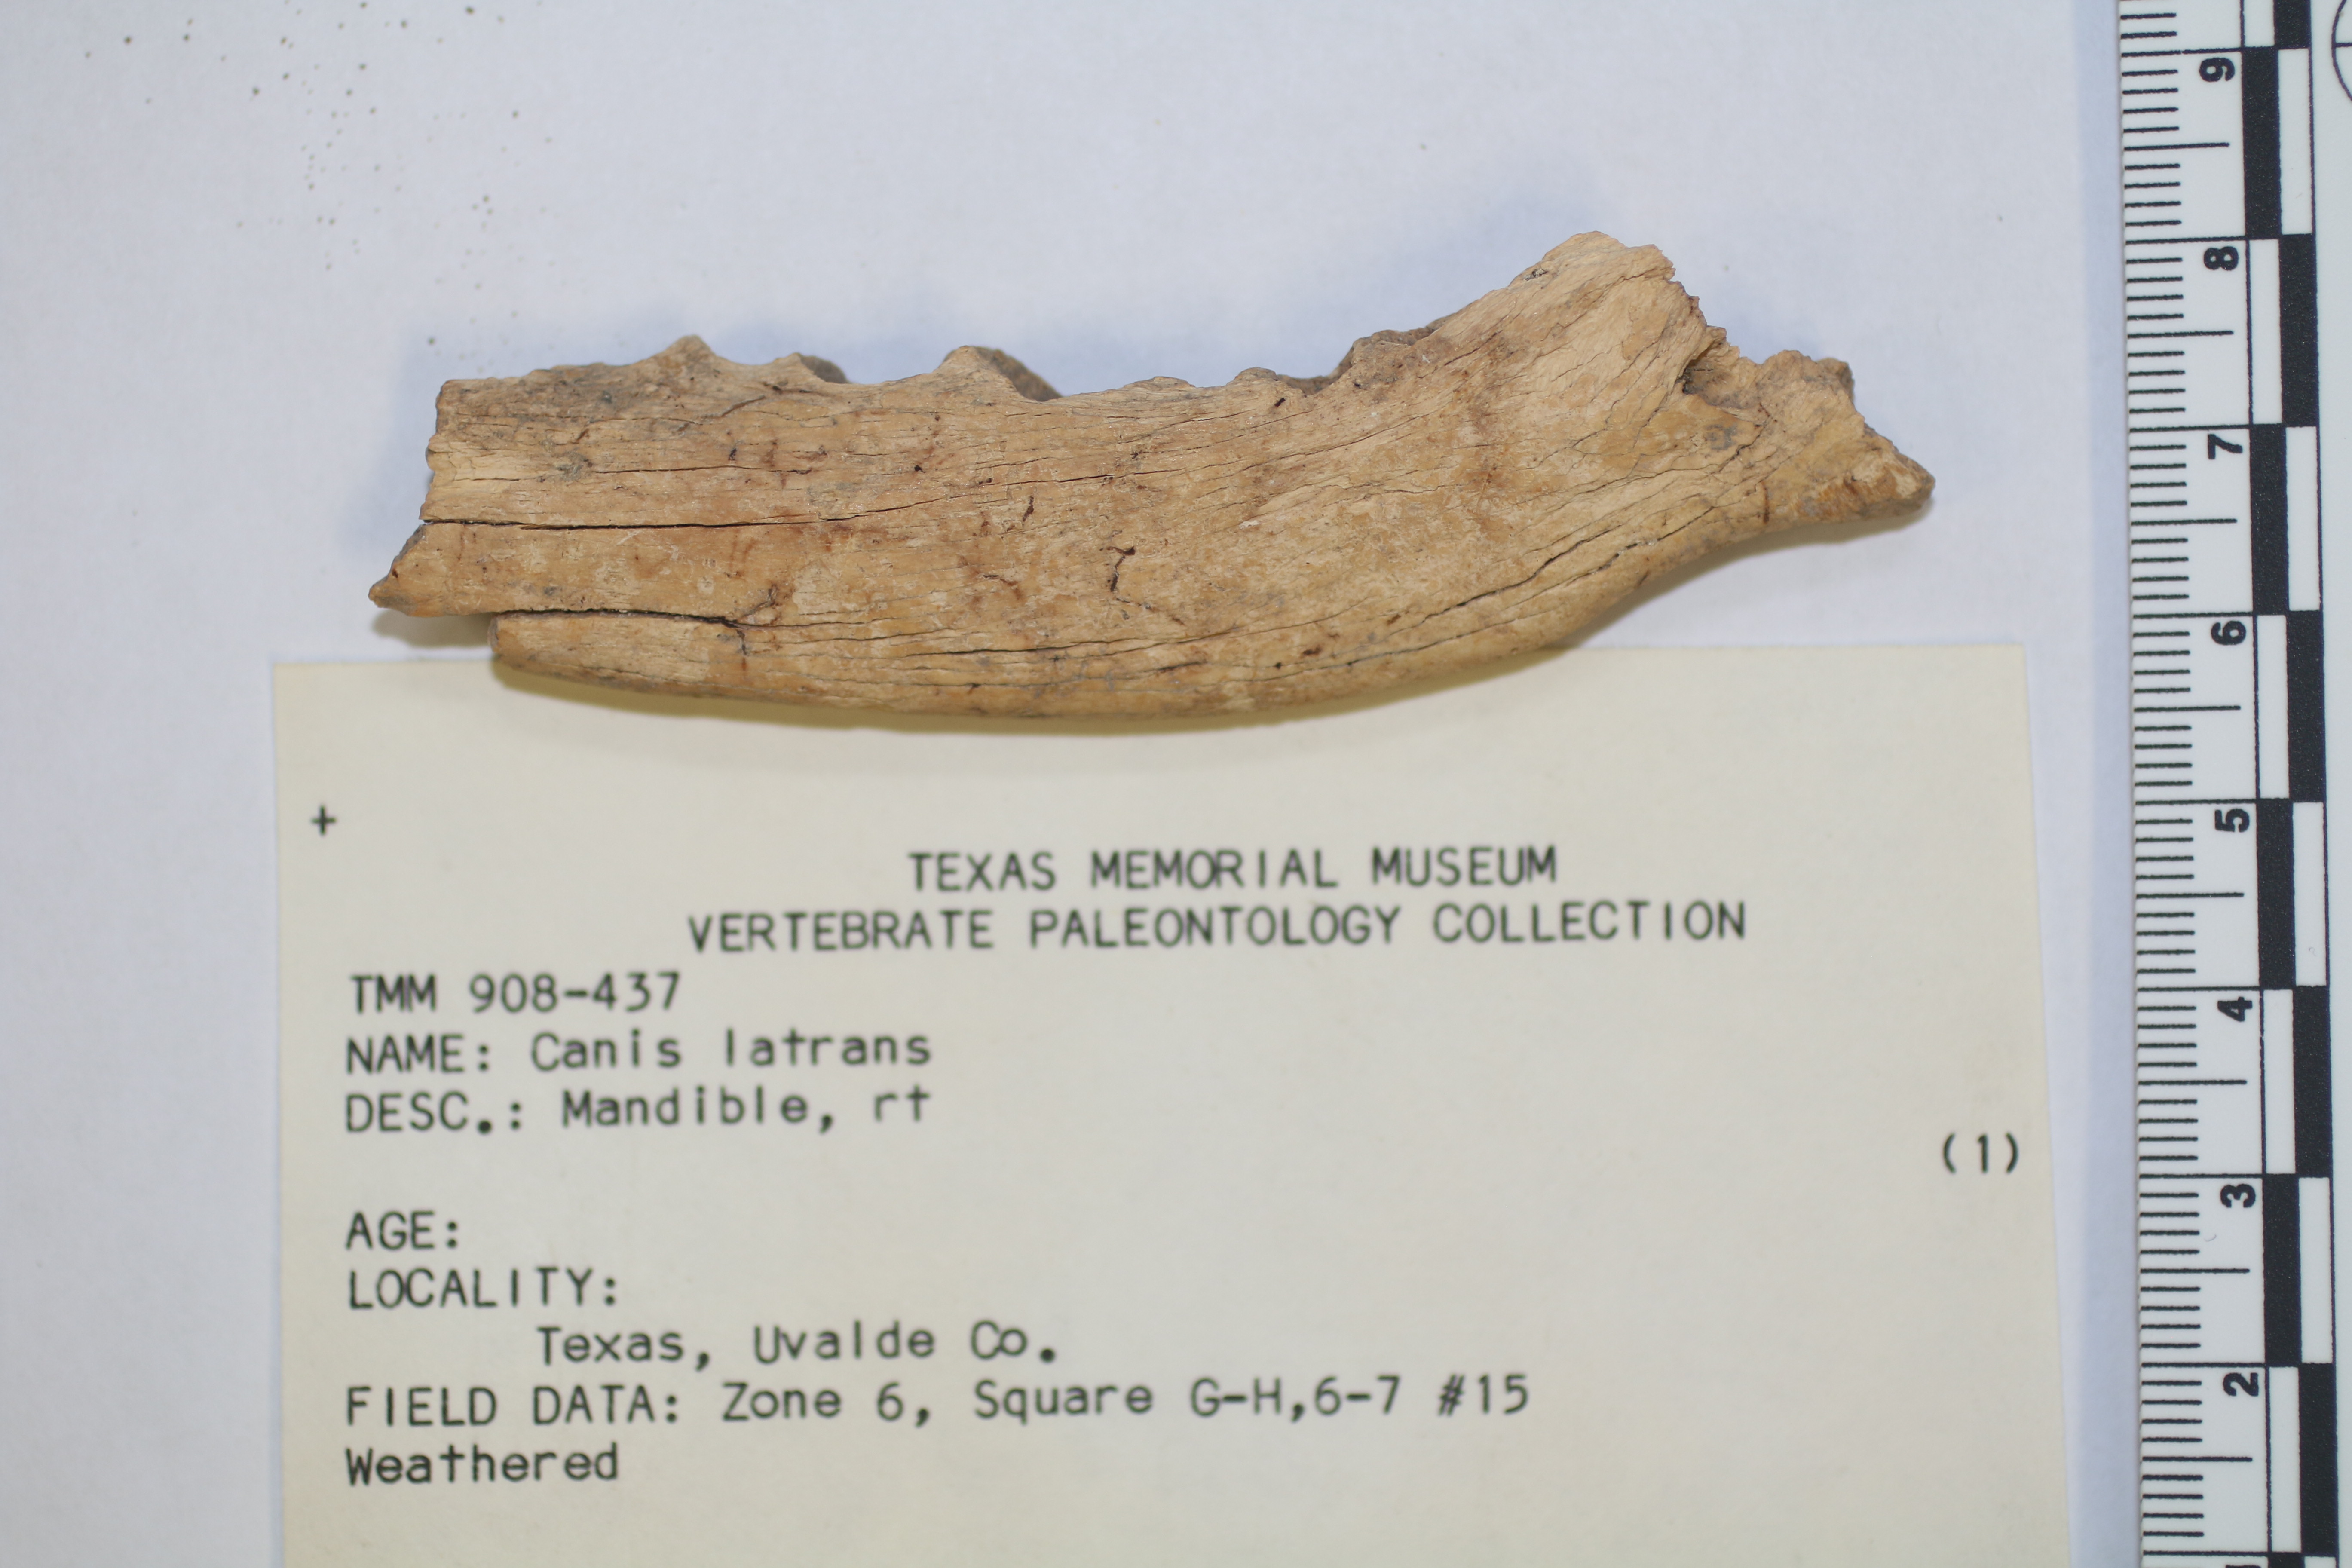 +
TEXAS MEMORIAL MUSEUM
VERTEBRATE PALEONTOLOGY COLLECTION
TMM 908-437
NAME: Canis latrans
DESC.: Mandible, rt
(1)
AGE:
LOCALITY:
Texas, Uvalde Co.
FIELD DATA: Zone 6, Square G-H,6-7 #15
Weathered
9
8
7
6
5
4
3
2